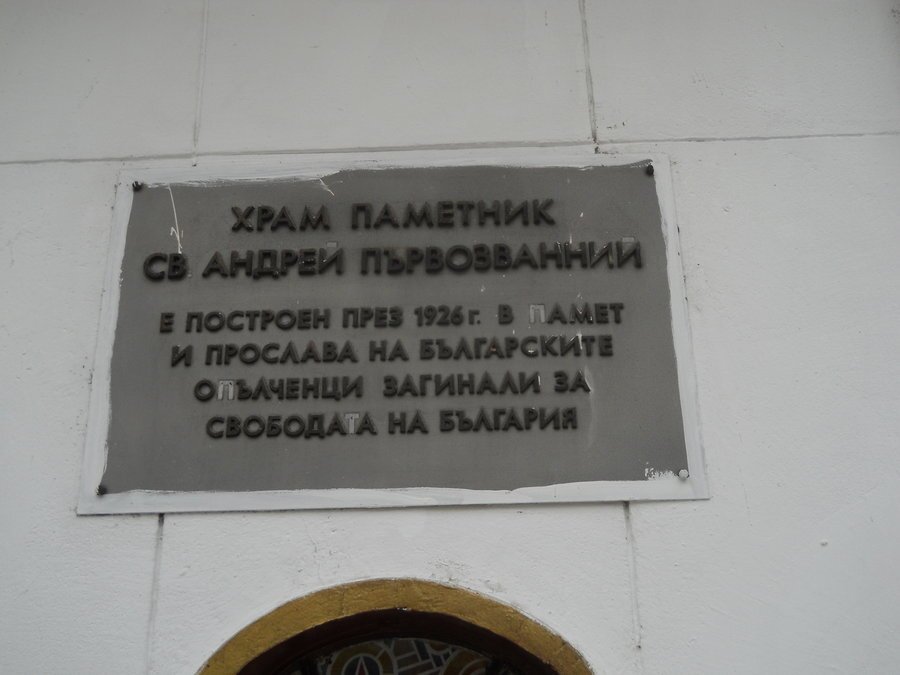 ХРАМ ПАМЕТНИК
СВ. АНДРЕЙ ПЪРВОЗВАННИЙ
Е ПОСТРОЕН ПРЕЗ 1926 г. В ПАМЕТ
И ПРОСЛАВА НА БЪЛГАРСКИТЕ
ОПЪЛЧЕНЦИ ЗАГИНАЛИ ЗА
СВОБОДАТА НА БЪЛГАРИЯ